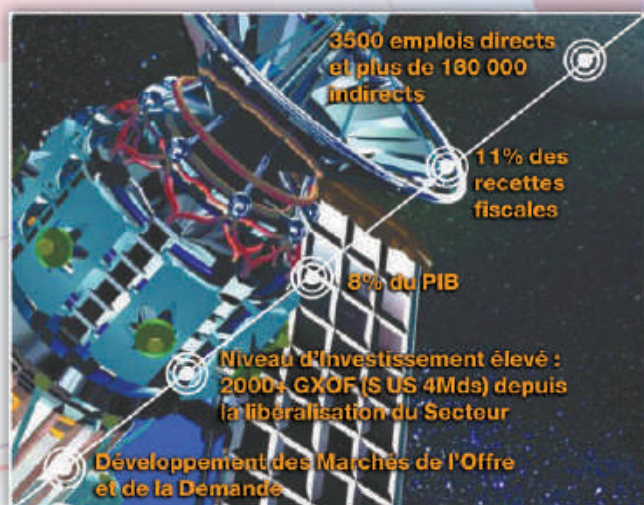 3500 emplois directs
et plus de 160 000
indirects
11% des
recettes
fiscales
8% du PIB
Niveau d'Investissement élevé :
2000+ GXOF (S US 4Mds) depuis
la libéralisation du Secteur
Développement des Marchés de l'Offre
et de la Demande